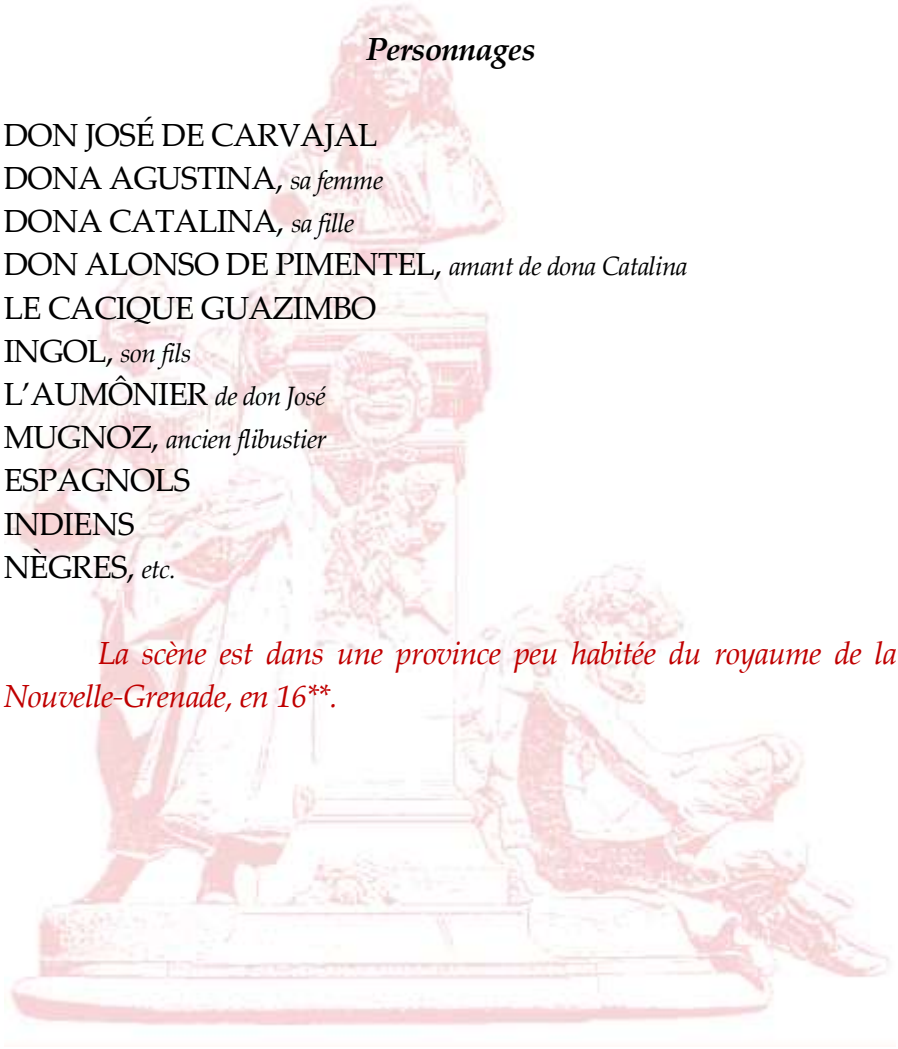 Personnages
DON JOSÉ DE CARVAJAL
DONA AGUSTINA, sa femme
DONA CATALINA, sa fille
DON ALONSO DE PIMENTEL, amant de dona Catalina
LE CACIQUE GUAZIMBO
INGOL, son fils
L’AUMÔNIER de don José
MUGNOZ, ancien flibustier
ESPAGNOLS
INDIENS
NÈGRES, etc.
La scène est dans une province peu habitée du royaume de la
Nouvelle-Grenade, en 16**.